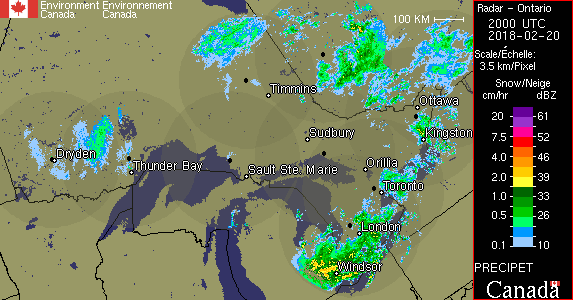 Environment Environnement
Canada Canada
100 KM
Timmins
Ottawa
Sudbury
Kingston
Dryden
Thunder Bay
Sault Ste. Marie
Orillia
Toronto
London
Windsor
Radar - Ontario
2000 UTC
2018-02-20
Scale/Échelle:
3.5 km/Pixel
Snow/Neige
cm/hr dBZ
20 61
7.5 52
4.0 46
2.0 39
1.0 33
0.5 26
0.1 10
PRECIPET
Canada